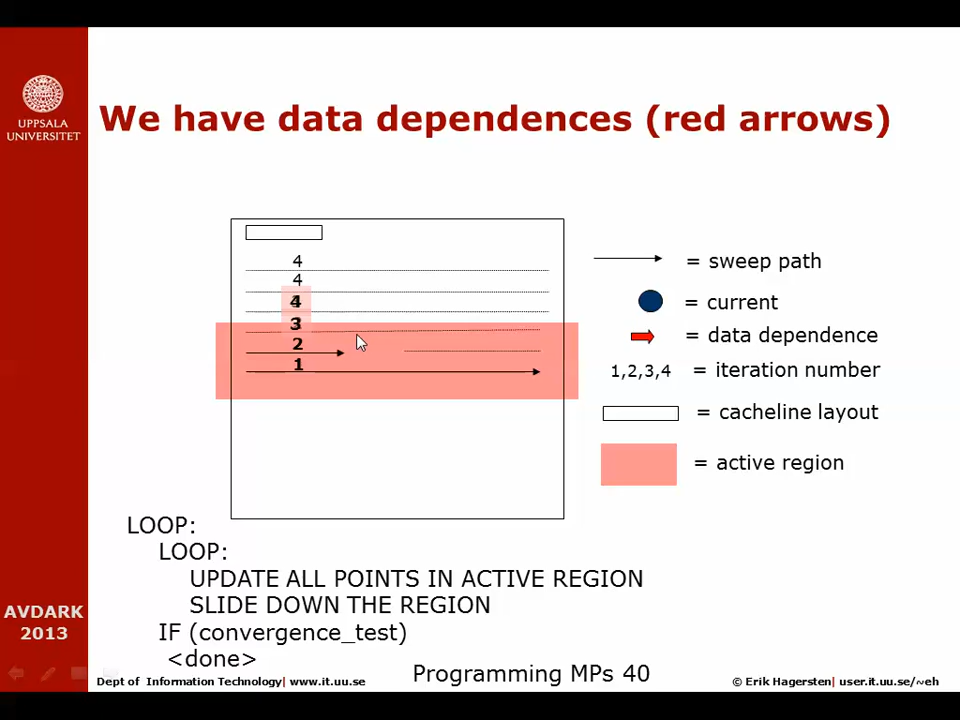 We have data dependences (red arrows)
UPPSALA
UNIVERSITET
4
4
4
3
2
1
= sweep path
= current
= data dependence
1,2,3,4 = iteration number
= cacheline layout
= active region
LOOP:
LOOP:
UPDATE ALL POINTS IN ACTIVE REGION
SLIDE DOWN THE REGION
IF (convergence_test)
<done>
AVDARK
2013
Programming MPs 40
Dept of Information Technology| www.it.uu.se
© Erik Hagersten| user.it.uu.se/~eh